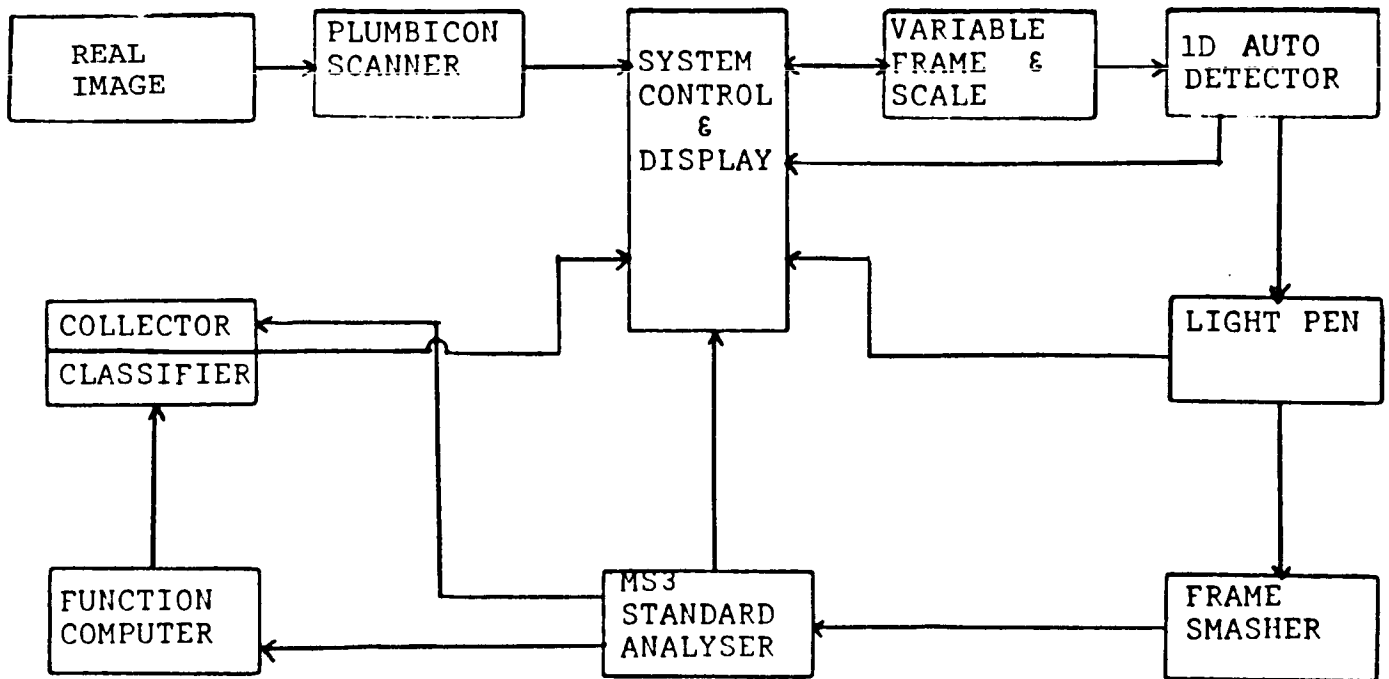 REAL
IMAGE
PLUMBICON
SCANNER
SYSTEM
CONTROL
&
DISPLAY
VARIABLE
FRAME &
SCALE
1D AUTO
DETECTOR
COLLECTOR
CLASSIFIER
LIGHT PEN
FUNCTION
COMPUTER
MS3
STANDARD
ANALYSER
FRAME
SMASHER